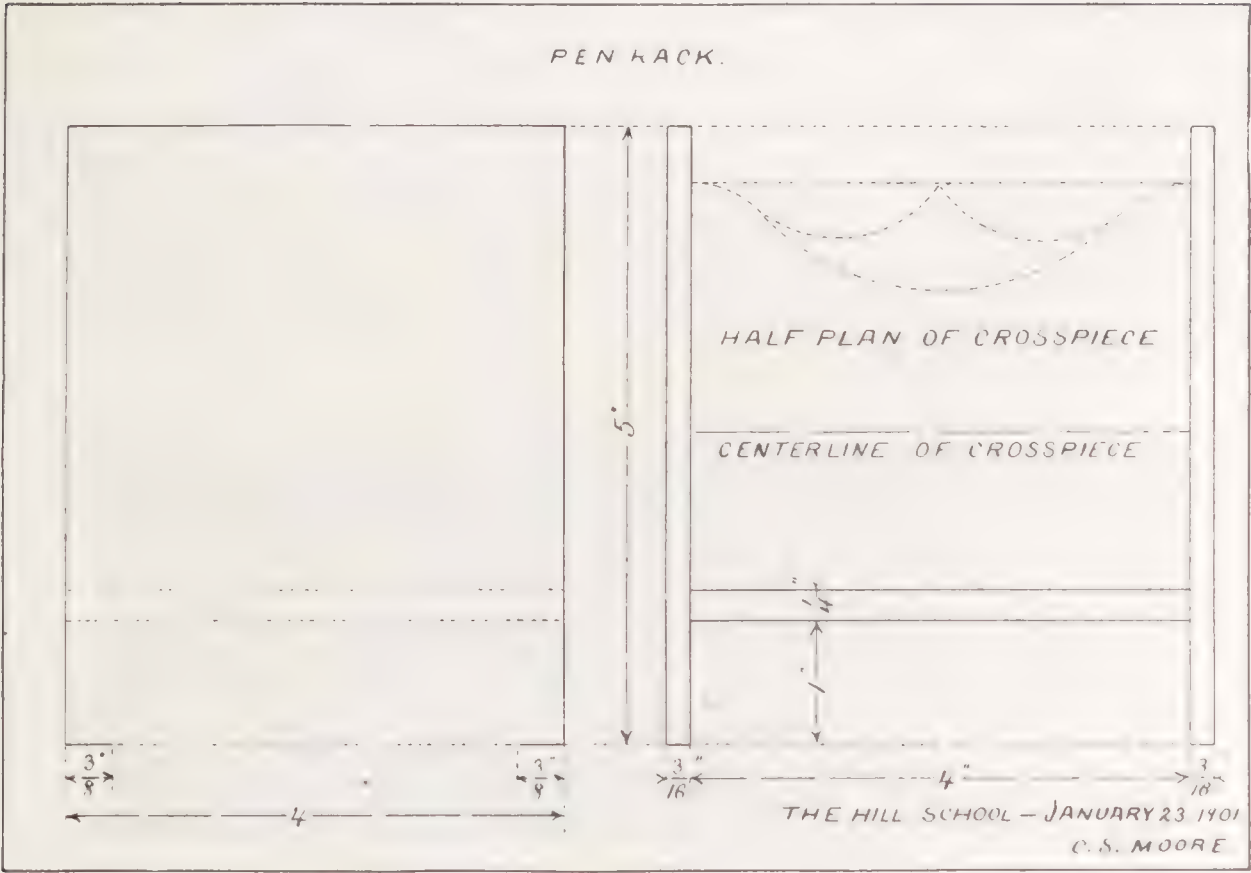 PEN RACK.
HALF PLAN OF CROSSPIECE
5"
CENTERLINE OF CROSSPIECE
1/4"
1"
3/8"
3/8"
3/16"
4"
3/16
4
THE HILL SCHOOL – JANUARY 23 1901
C. S. MOORE